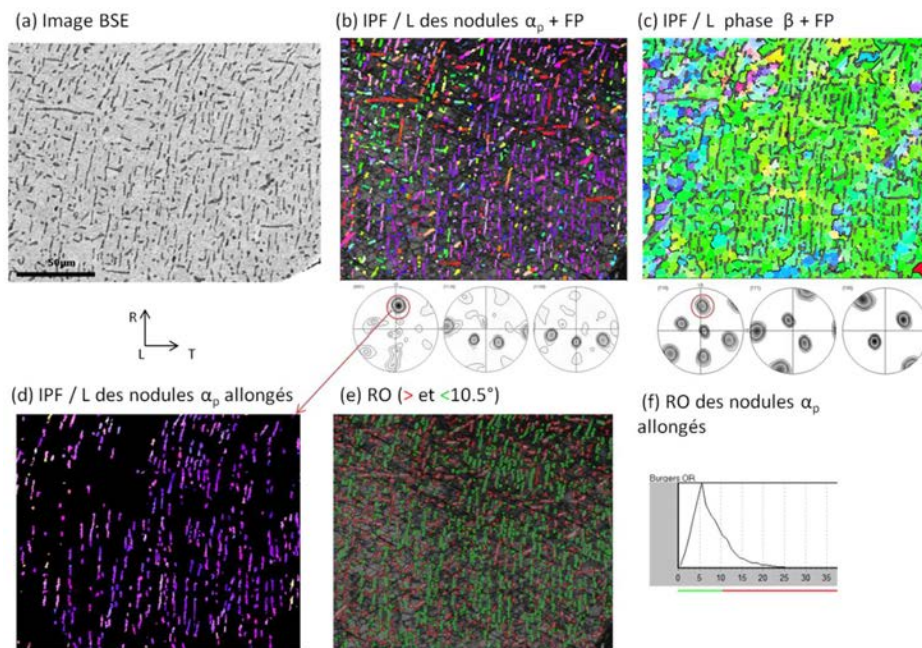 (a) Image BSE
(b) IPF / L des nodules αp + FP
(c) IPF / L phase β + FP
50µm
R
L
T
(d) IPF / L des nodules αp allongés
(e) RO (> et <10.5°)
(f) RO des nodules αp
allongés
Burgers OR
0 5 10 15 20 25 30 35